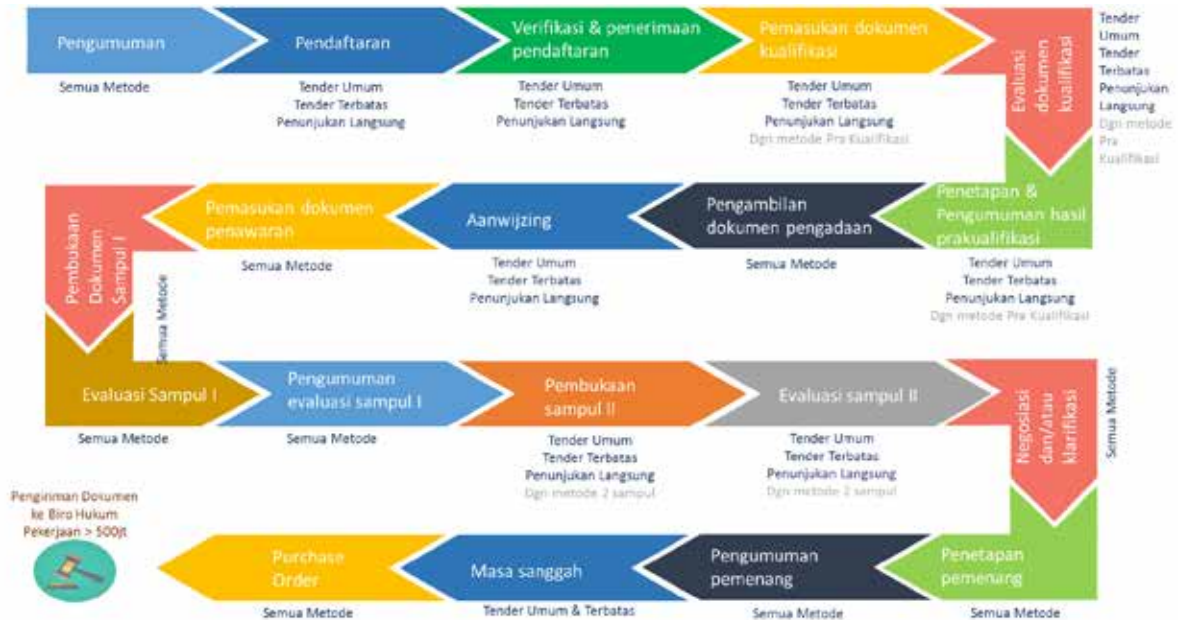 Pengumuman
Semua Metode
Pendaftaran
Tender Umum
Tender Terbatas
Penunjukan Langsung
Verifikasi & penerimaan
pendaftaran
Tender Umum
Tender Terbatas
Penunjukan Langsung
Pemasukan dokumen
kualifikasi
Tender Umum
Tender Terbatas
Penunjukan Langsung
Dgn metode Pra Kualifikasi
Evaluasi
dokumen
kualifikasi
Tender
Umum
Tender
Terbatas
Penunjukan
Langsung
Dgn metode
Pra
Kualifikasi
Penetapan &
Pengumuman hasil
prakualifikasi
Tender Umum
Tender Terbatas
Penunjukan Langsung
Dgn metode Pra Kualifikasi
Pengambilan
dokumen pengadaan
Semua Metode
Aanwijzing
Tender Umum
Tender Terbatas
Penunjukan Langsung
Pemasukan dokumen
penawaran
Semua Metode
Pembukaan
Dokumen
Sampul I
Semua Metode
Evaluasi Sampul I
Semua Metode
Pengumuman
evaluasi sampul I
Semua Metode
Pembukaan
sampul II
Tender Umum
Tender Terbatas
Penunjukan Langsung
Dgn metode 2 sampul
Evaluasi sampul II
Tender Umum
Tender Terbatas
Penunjukan Langsung
Dgn metode 2 sampul
Negosiasi
dan/atau
klarifikasi
Semua Metode
Penetapan
pemenang
Semua Metode
Pengumuman
pemenang
Semua Metode
Masa sanggah
Tender Umum & Terbatas
Purchase
Order
Semua Metode
Pengiriman Dokumen
ke Biro Hukum
Pekerjaan > 500jt